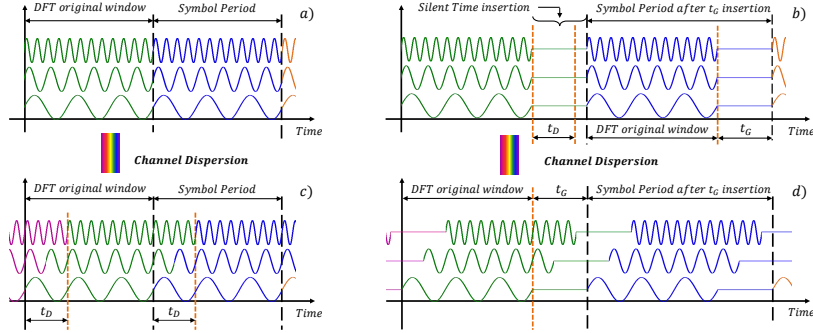 DFT original window
Symbol Period
a)
Time
Silent Time insertion
Symbol Period after t_G insertion
b)
t_D
DFT original window
t_G
Time
Channel Dispersion
Channel Dispersion
DFT original window
Symbol Period
c)
t_D
t_D
Time
DFT original window
t_G
Symbol Period after t_G insertion
d)
Time